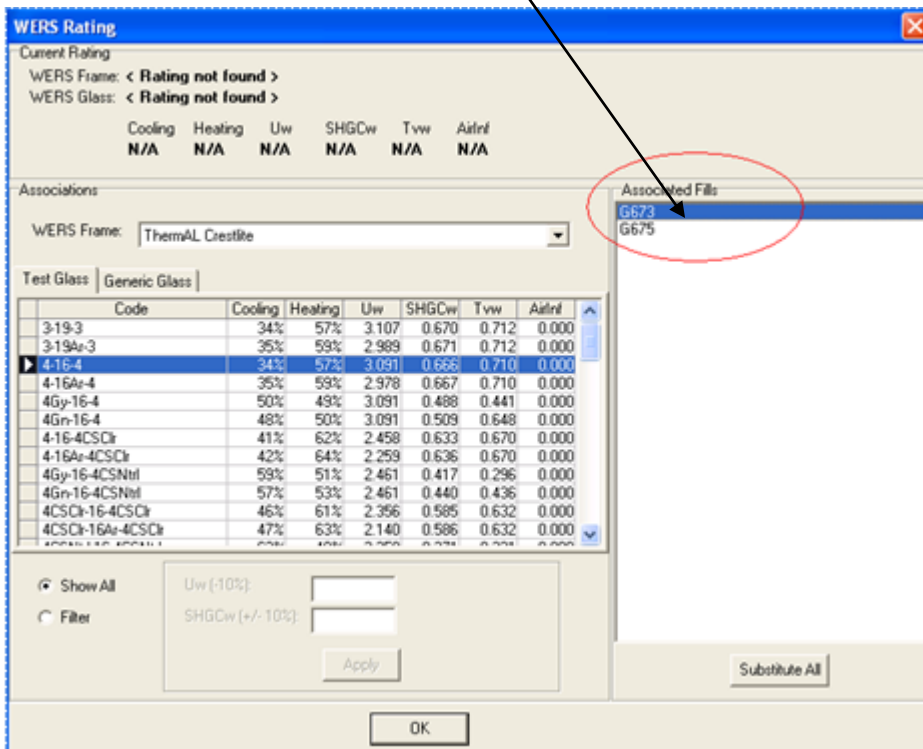 WERS Rating
Current Rating
WERS Frame: < Rating not found >
WERS Glass: < Rating not found >
Cooling Heating Uw SHGCw Tvw AirInf
N/A N/A N/A N/A N/A N/A
Associations
WERS Frame: ThermAL Crestlite
Test Glass Generic Glass
Code Cooling Heating Uw SHGCw Tvw AirInf
3-19-3 34% 57% 3.107 0.670 0.712 0.000
3-19Ar-3 35% 59% 2.989 0.671 0.712 0.000
4-16-4 34% 57% 3.091 0.666 0.710 0.000
4-16Ar-4 35% 59% 2.978 0.667 0.710 0.000
4Gy-16-4 50% 49% 3.091 0.488 0.441 0.000
4Gn-16-4 48% 50% 3.091 0.509 0.648 0.000
4-16-4CSClr 41% 62% 2.458 0.633 0.670 0.000
4-16Ar-4CSClr 42% 64% 2.259 0.636 0.670 0.000
4Gy-16-4CSNtrl 59% 51% 2.461 0.417 0.296 0.000
4Gn-16-4CSNtrl 57% 53% 2.461 0.440 0.436 0.000
4CSClr-16-4CSClr 46% 61% 2.356 0.585 0.632 0.000
4CSClr-16Ar-4CSClr 47% 63% 2.140 0.586 0.632 0.000
Show All
Filter
Uw (-10%):
SHGCw (+/- 10%):
Apply
Associated Fills
G673
G675
Substitute All
OK